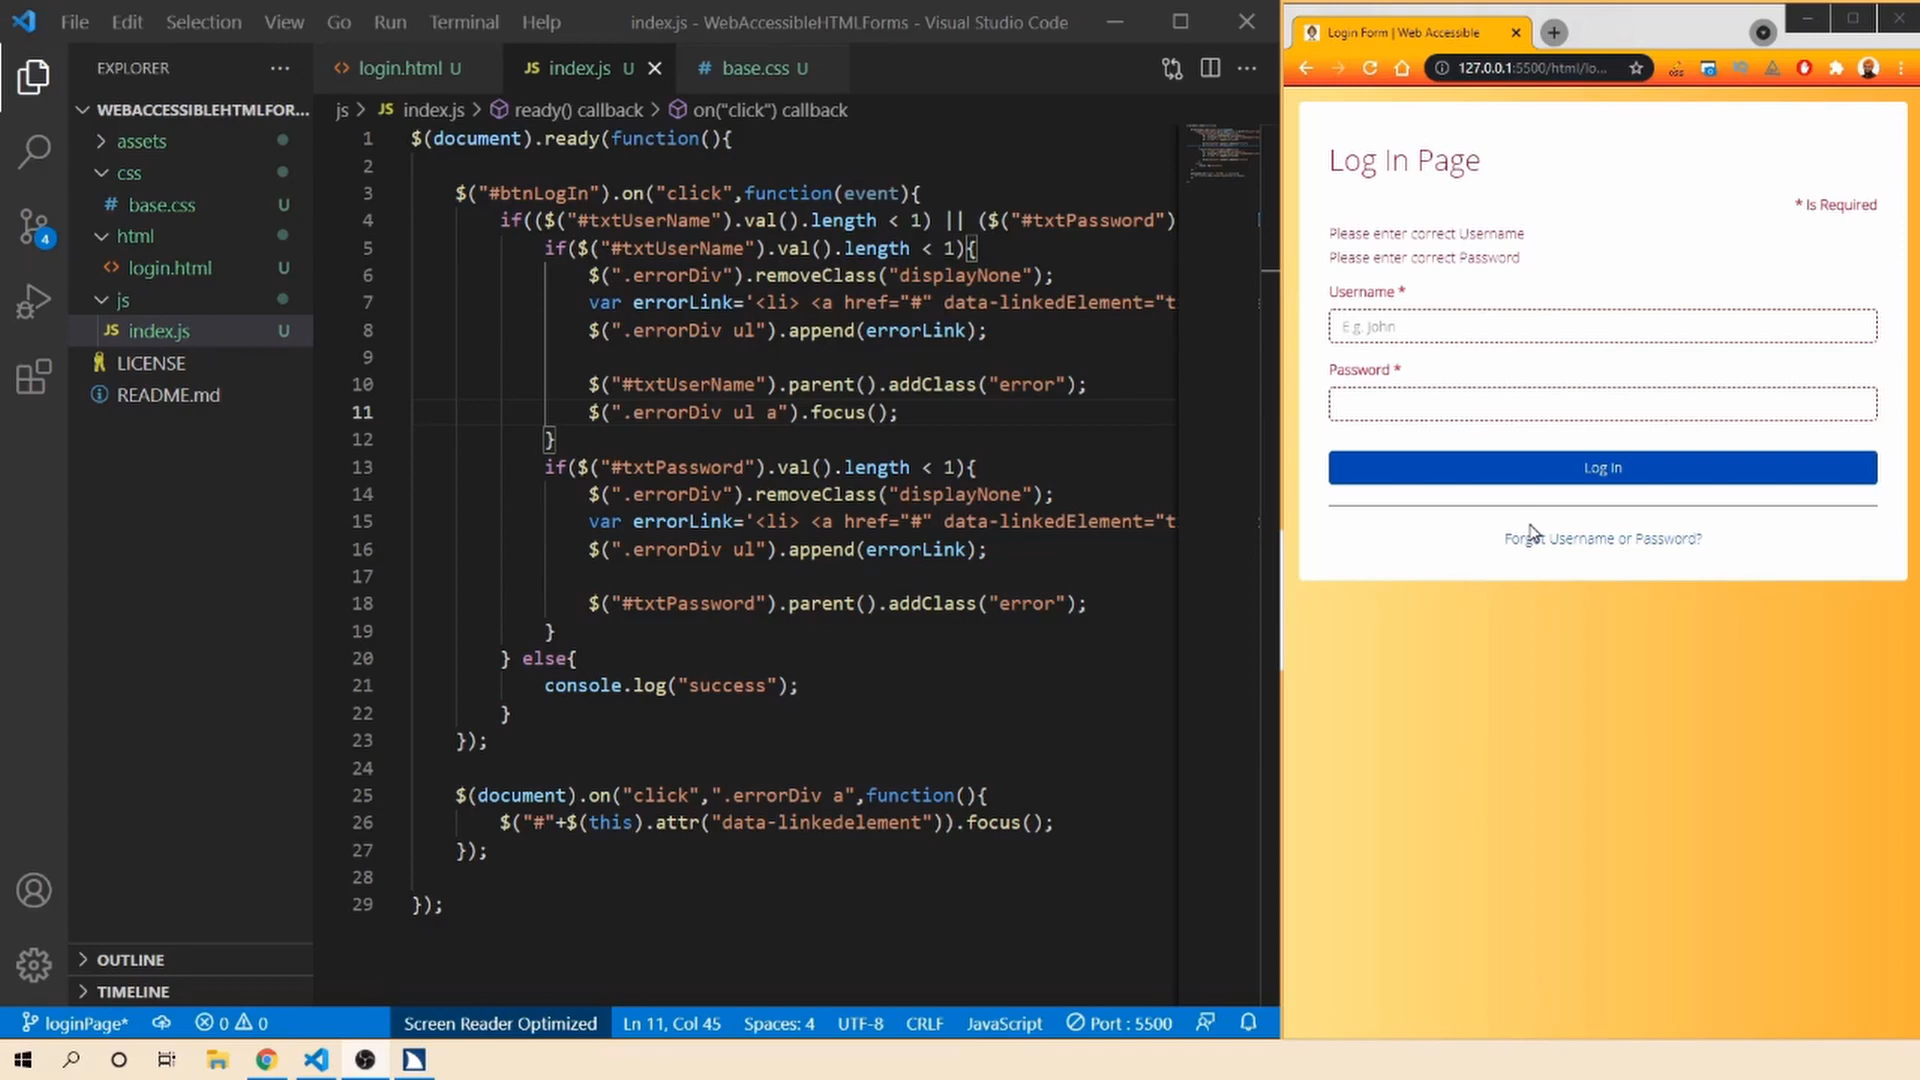 File Edit Selection View Go Run Terminal Help
index.js - WebAccessibleHTMLForms - Visual Studio Code
EXPLORER
WEBACCESSIBLEHTMLFOR...
assets
css
# base.css U
html
<> login.html U
js
JS index.js U
LICENSE
README.md
OUTLINE
TIMELINE
4
<> login.html U
JS index.js U
# base.css U
js > JS index.js > ready() callback > on("click") callback
1 $(document).ready(function(){
2
3 $("#btnLogIn").on("click",function(event){
4 if(($("#txtUserName").val().length < 1) || ($("#txtPassword")
5 if($("#txtUserName").val().length < 1){
6 $(".errorDiv").removeClass("displayNone");
7 var errorLink='<li> <a href="#" data-linkedElement="t
8 $(".errorDiv ul").append(errorLink);
9
10 $("#txtUserName").parent().addClass("error");
11 $(".errorDiv ul a").focus();
12 }
13 if($("#txtPassword").val().length < 1){
14 $(".errorDiv").removeClass("displayNone");
15 var errorLink='<li> <a href="#" data-linkedElement="t
16 $(".errorDiv ul").append(errorLink);
17
18 $("#txtPassword").parent().addClass("error");
19 }
20 } else{
21 console.log("success");
22 }
23 });
24
25 $(document).on("click",".errorDiv a",function(){
26 $("#"+$(this).attr("data-linkedelement")).focus();
27 });
28
29 });
loginPage* 0 0 Screen Reader Optimized Ln 11, Col 45 Spaces: 4 UTF-8 CRLF JavaScript Port : 5500
Login Form | Web Accessible
127.0.0.1:5500/html/lo...
Log In Page
* Is Required
Please enter correct Username
Please enter correct Password
Username *
E.g. John
Password *
Log In
Forgot Username or Password?